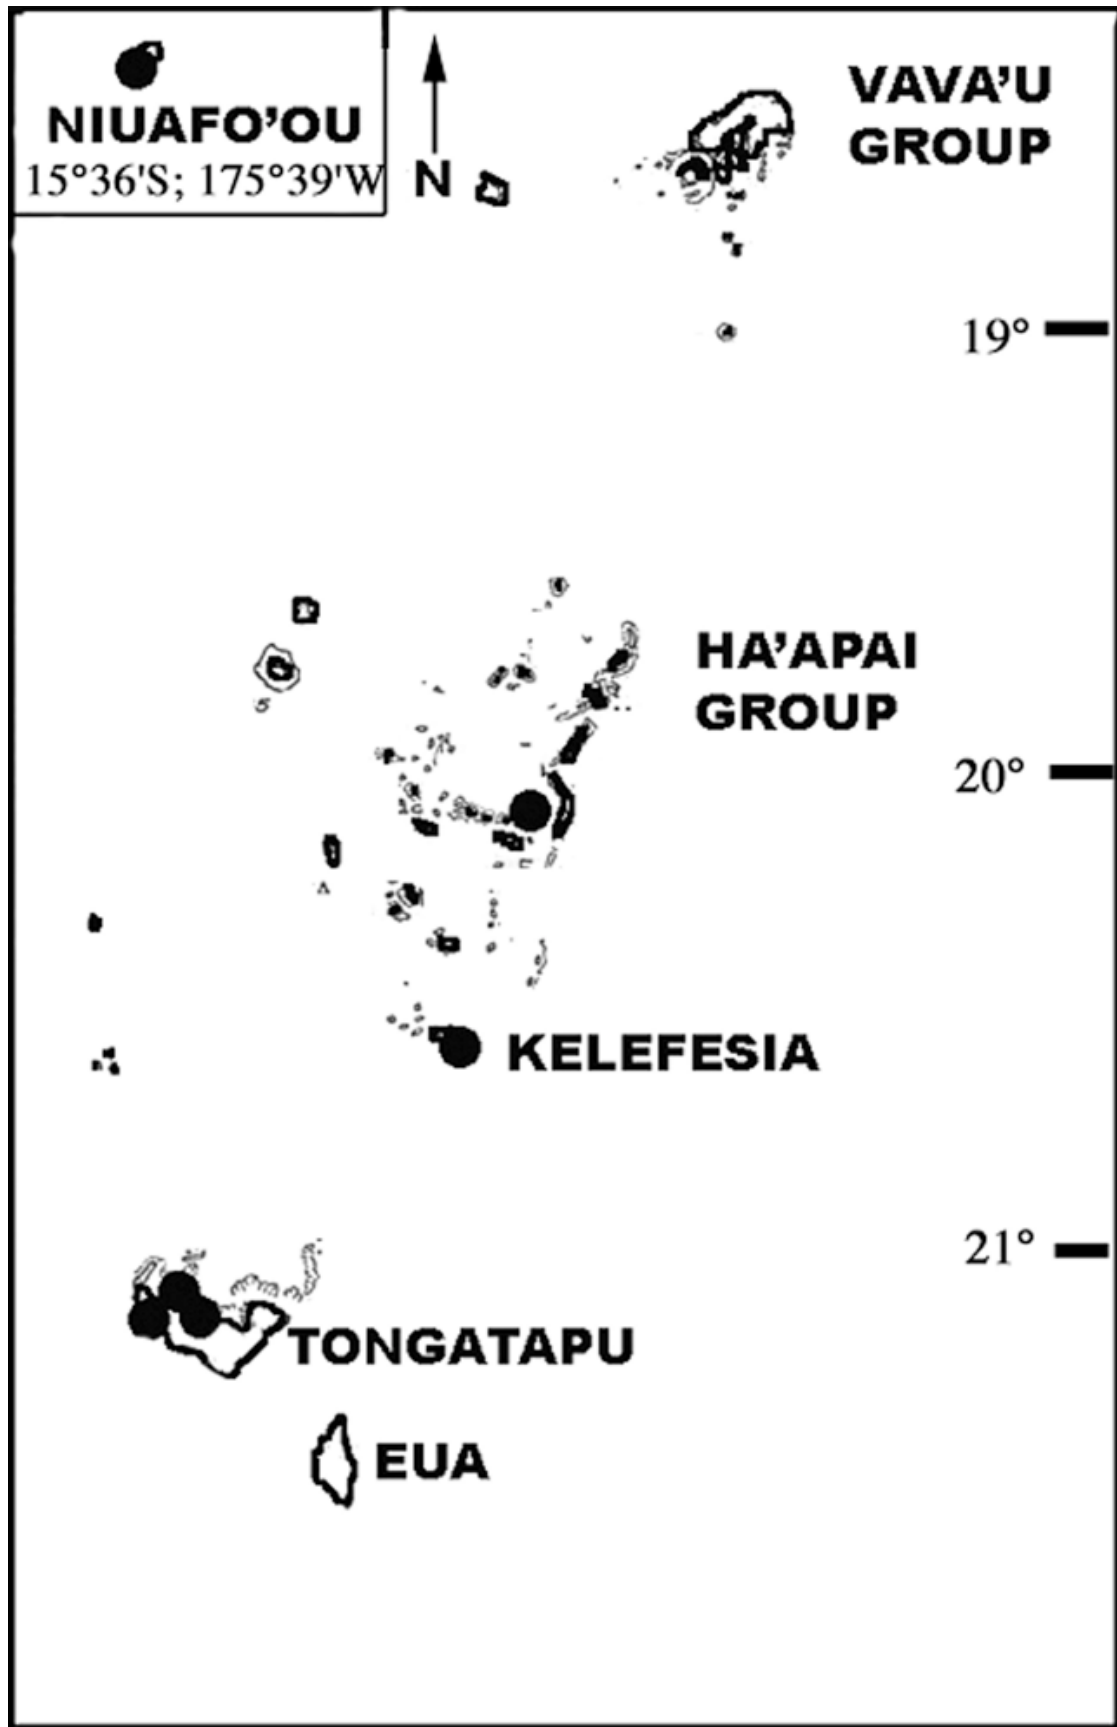 NIUAFO'OU
15°36'S; 175°39'W
N
VAVA'U
GROUP
19°
HA'APAI
GROUP
20°
KELEFESIA
21°
TONGATAPU
EUA